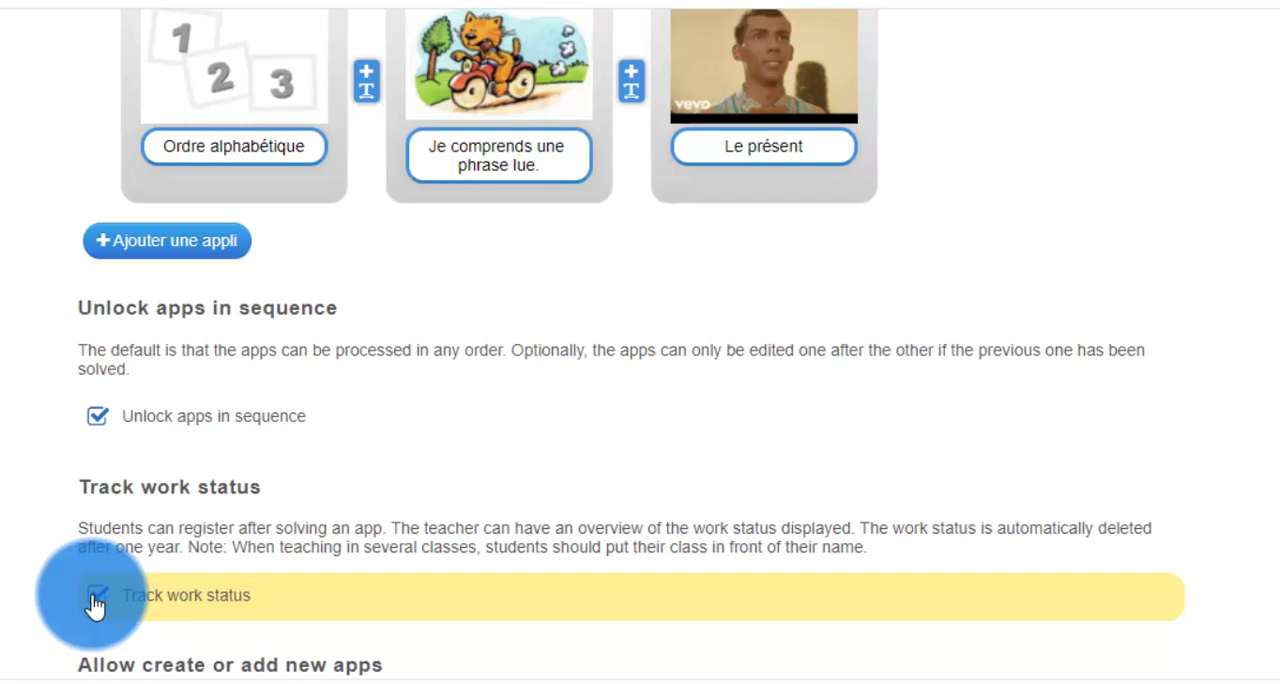 1
2
3
vevo
Ordre alphabétique
Je comprends une
phrase lue.
Le présent
+ T
+ T
+ Ajouter une appli
Unlock apps in sequence
The default is that the apps can be processed in any order. Optionally, the apps can only be edited one after the other if the previous one has been
solved.
Unlock apps in sequence
Track work status
Students can register after solving an app. The teacher can have an overview of the work status displayed. The work status is automatically deleted
after one year. Note: When teaching in several classes, students should put their class in front of their name.
Track work status
Allow create or add new apps